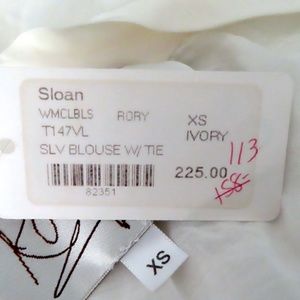 Sloan
WMCLBLS RORY XS
T147VL IVORY
SLV BLOUSE W/ TIE
113
225.00
158-
82351
XS